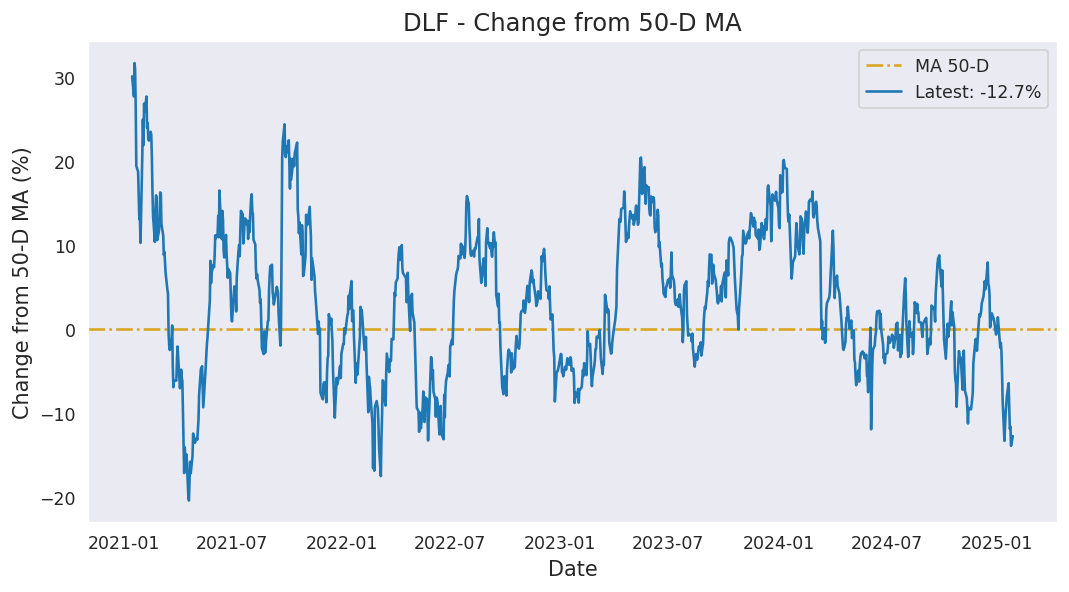 DLF - Change from 50-D MA
MA 50-D
Latest: -12.7%
Change from 50-D MA (%)
30
20
10
0
−10
−20
2021-01 2021-07 2022-01 2022-07 2023-01 2023-07 2024-01 2024-07 2025-01
Date